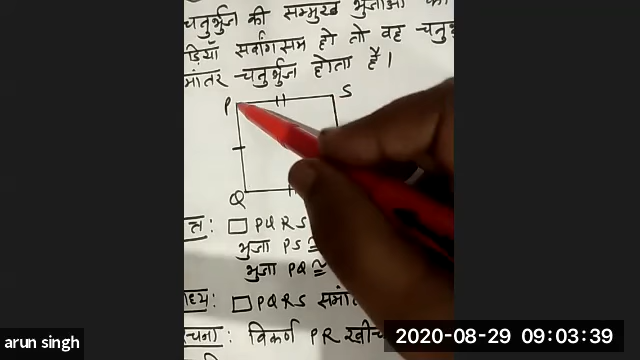 चतुर्भुज की सम्मुख भुजाओं
ड़ियाँ सर्वांगसम हो तो वह चतु
मांतर चतुर्भुज होता है।
P S
Q
□ PQRS
भुजा PS ≅
भुजा PQ ≅
ध्य: □ PQRS समां
चना: विकर्ण PR खींच
arun singh
2020-08-29 09:03:39